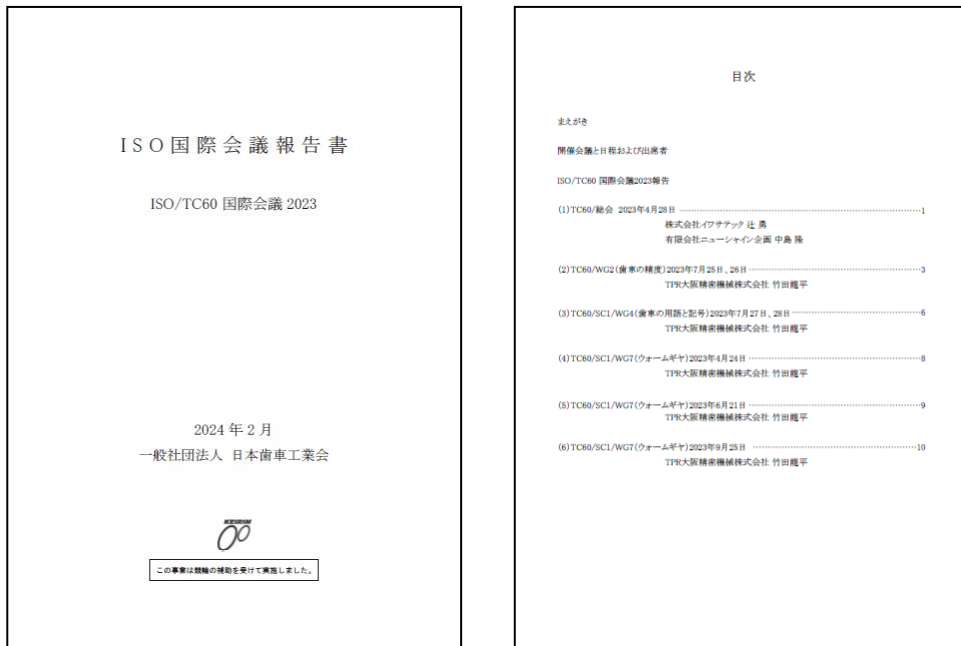 ISO国際会議報告書
ISO/TC60 国際会議 2023
2024 年 2 月
一般社団法人 日本歯車工業会
KEIRIN
この事業は競輪の補助を受けて実施しました。
目次
まえがき
開催会議と日程および出席者
ISO/TC60 国際会議2023報告
(1)TC60/総会 2023年4月28日 ‥‥‥‥‥‥‥‥‥‥‥‥‥‥‥‥‥‥‥‥1
株式会社イワサテック 辻 勇
有限会社ニューシャイン企画 中島 隆
(2)TC60/WG2(歯車の精度)2023年7月25日、26日 ‥‥‥‥‥‥‥‥‥‥‥‥‥‥3
TPR大阪精密機械株式会社 竹田龍平
(3)TC60/SC1/WG4(歯車の用語と記号)2023年7月27日、28日 ‥‥‥‥‥‥‥‥‥‥6
TPR大阪精密機械株式会社 竹田龍平
(4)TC60/SC1/WG7(ウォームギヤ)2023年4月24日 ‥‥‥‥‥‥‥‥‥‥‥‥‥‥8
TPR大阪精密機械株式会社 竹田龍平
(5)TC60/SC1/WG7(ウォームギヤ)2023年6月21日 ‥‥‥‥‥‥‥‥‥‥‥‥‥‥9
TPR大阪精密機械株式会社 竹田龍平
(6)TC60/SC1/WG7(ウォームギヤ)2023年9月25日 ‥‥‥‥‥‥‥‥‥‥‥‥‥‥10
TPR大阪精密機械株式会社 竹田龍平